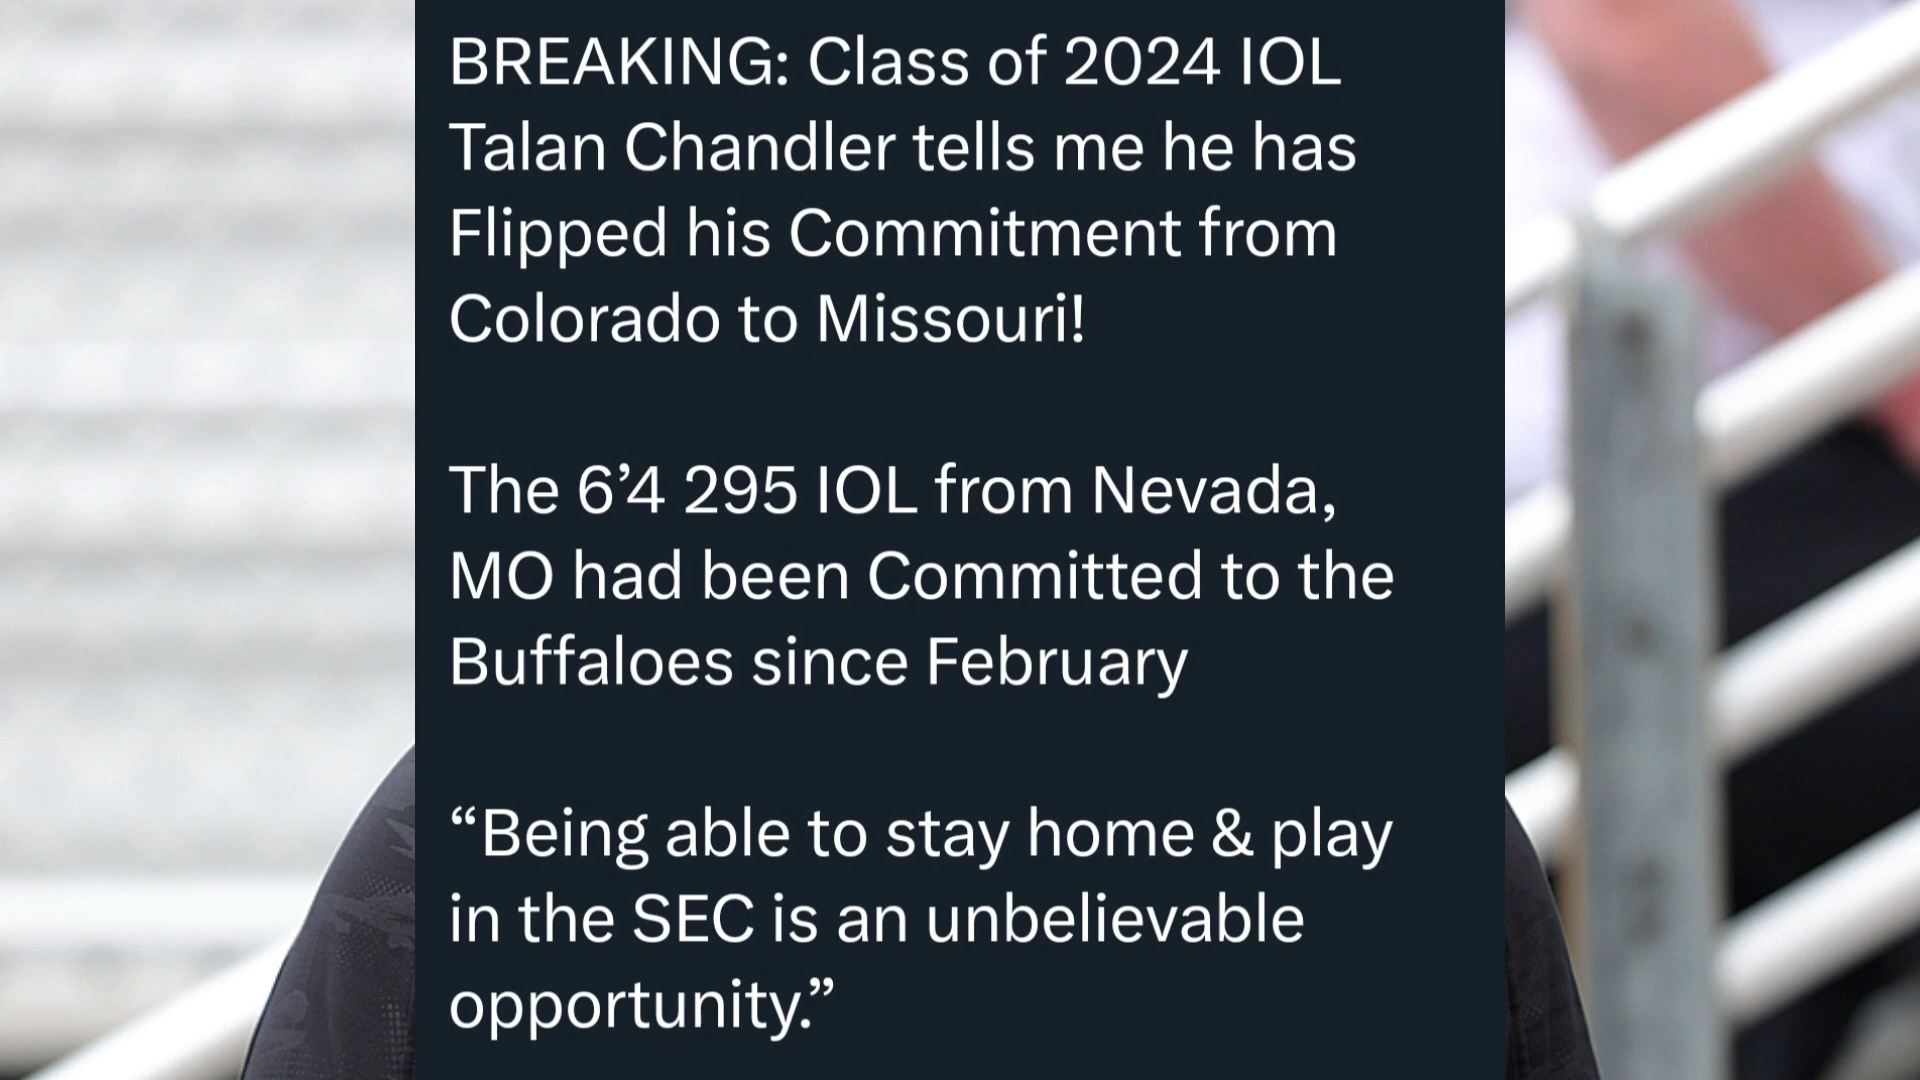 BREAKING: Class of 2024 IOL
Talan Chandler tells me he has
Flipped his Commitment from
Colorado to Missouri!
The 6’4 295 IOL from Nevada,
MO had been Committed to the
Buffaloes since February
“Being able to stay home & play
in the SEC is an unbelievable
opportunity.”